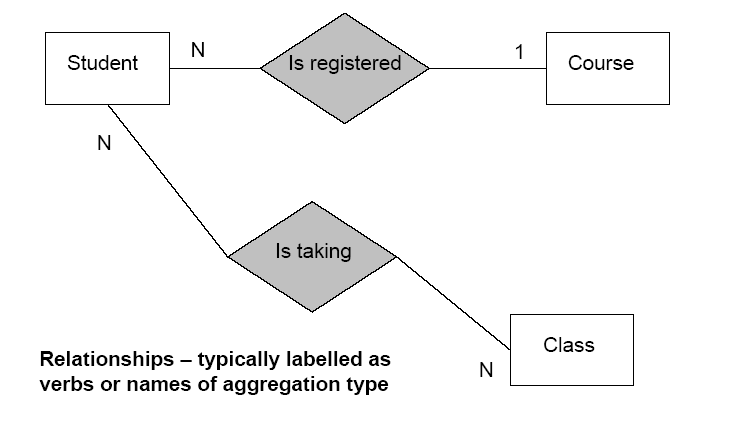 Student
N
Is registered
1
Course
N
Is taking
Class
N
Relationships – typically labelled as
verbs or names of aggregation type